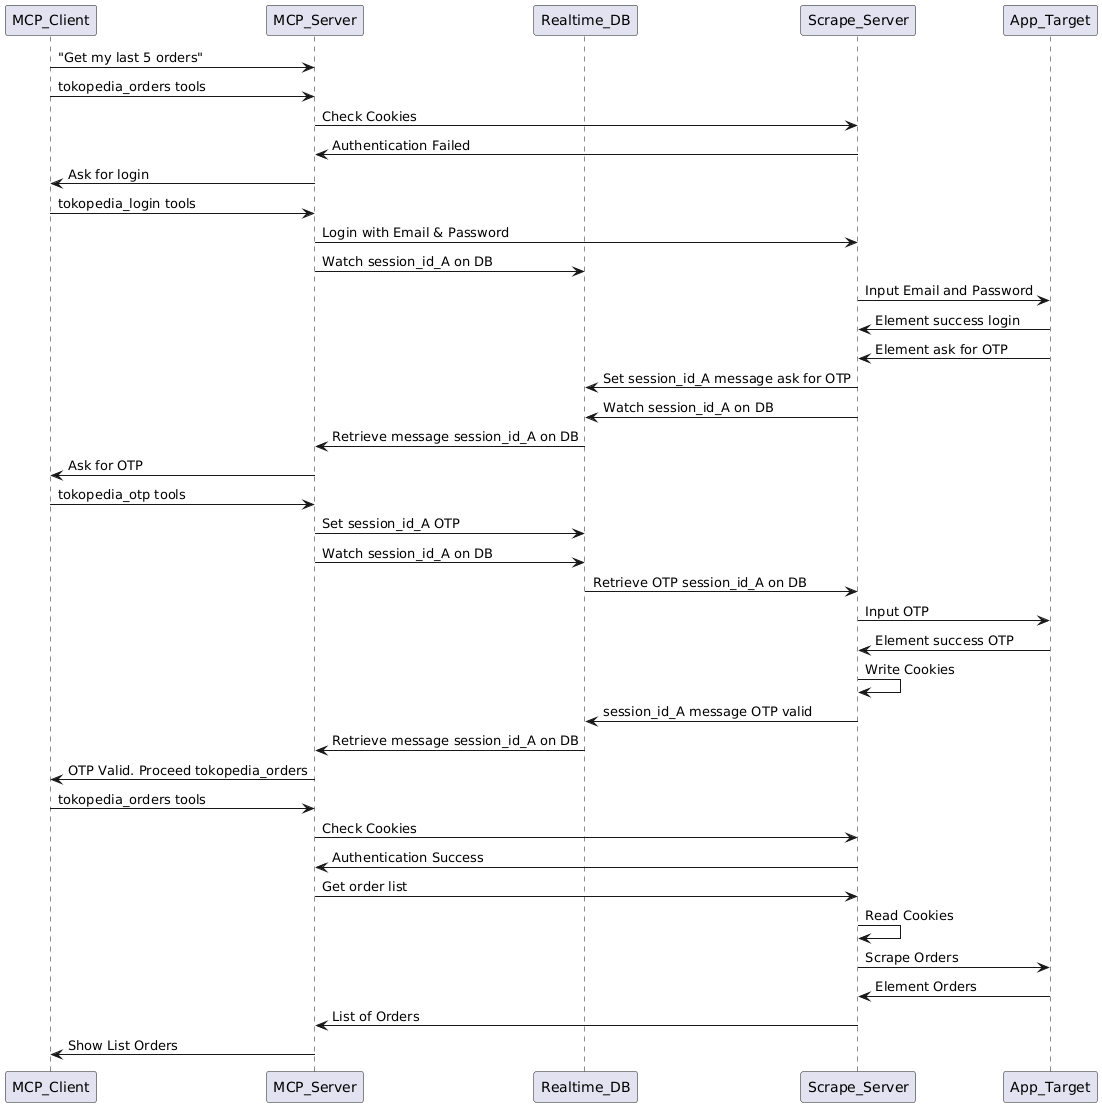 MCP_Client MCP_Server Realtime_DB Scrape_Server App_Target
"Get my last 5 orders"
tokopedia_orders tools
Check Cookies
Authentication Failed
Ask for login
tokopedia_login tools
Login with Email & Password
Watch session_id_A on DB
Input Email and Password
Element success login
Element ask for OTP
Set session_id_A message ask for OTP
Watch session_id_A on DB
Retrieve message session_id_A on DB
Ask for OTP
tokopedia_otp tools
Set session_id_A OTP
Watch session_id_A on DB
Retrieve OTP session_id_A on DB
Input OTP
Element success OTP
Write Cookies
session_id_A message OTP valid
Retrieve message session_id_A on DB
OTP Valid. Proceed tokopedia_orders
tokopedia_orders tools
Check Cookies
Authentication Success
Get order list
Read Cookies
Scrape Orders
Element Orders
List of Orders
Show List Orders
MCP_Client MCP_Server Realtime_DB Scrape_Server App_Target